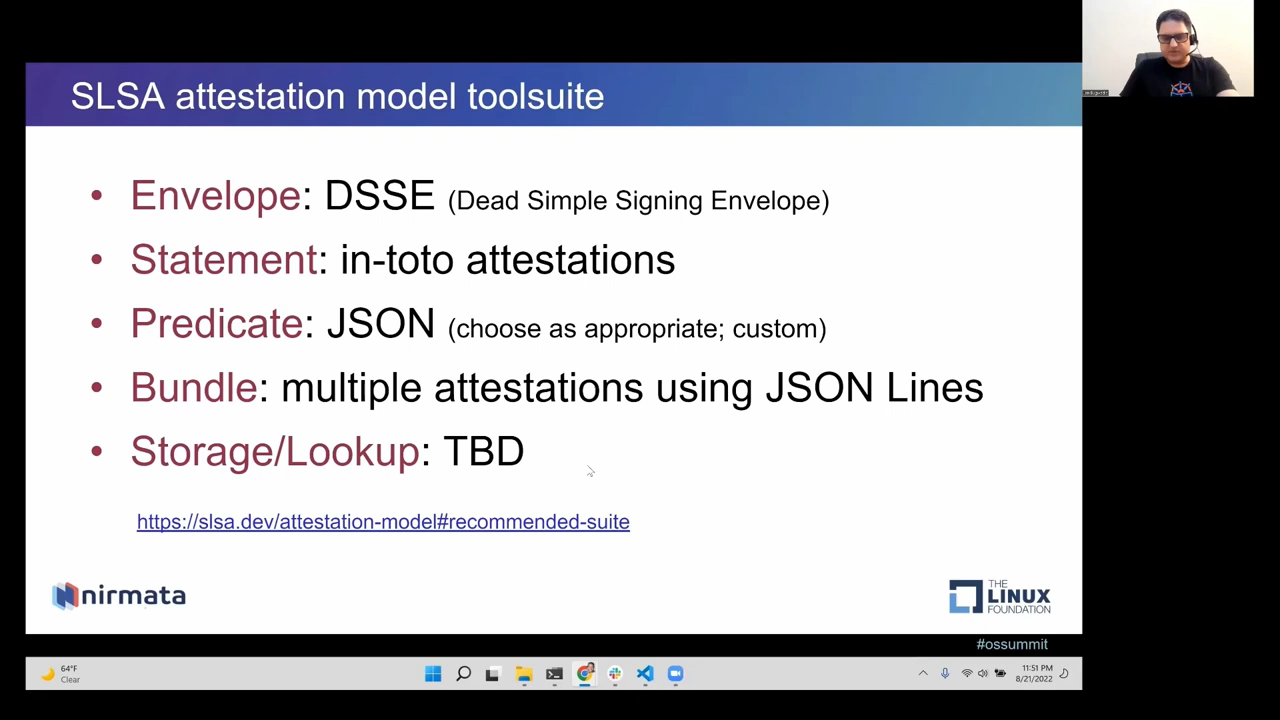 SLSA attestation model toolsuite
• Envelope: DSSE (Dead Simple Signing Envelope)
• Statement: in-toto attestations
• Predicate: JSON (choose as appropriate; custom)
• Bundle: multiple attestations using JSON Lines
• Storage/Lookup: TBD
https://slsa.dev/attestation-model#recommended-suite
nirmata
THE
LINUX
FOUNDATION
#ossummit
64°F
Clear
11:51 PM
8/21/2022